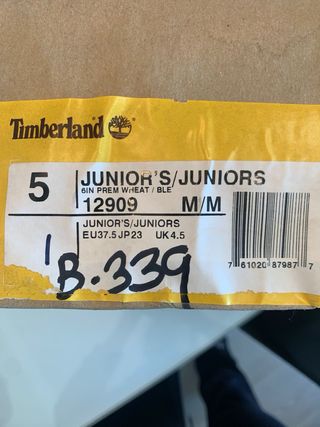 Timberland
5
JUNIOR'S/JUNIORS
6IN PREM WHEAT / BLE
12909 M/M
JUNIOR'S/JUNIORS
EU37.5 JP23 UK4.5
1
B.339
7 61020 87987 7